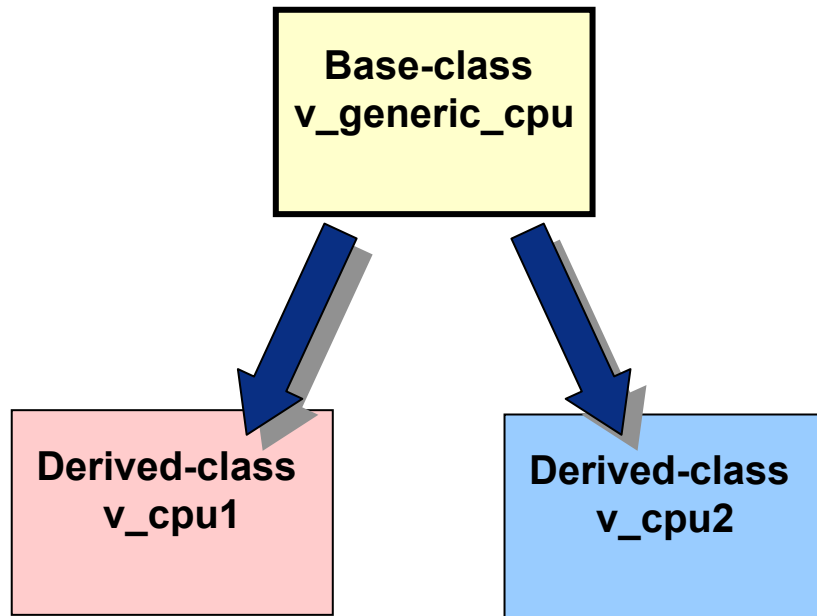 Base-class
v_generic_cpu
Derived-class
v_cpu1
Derived-class
v_cpu2